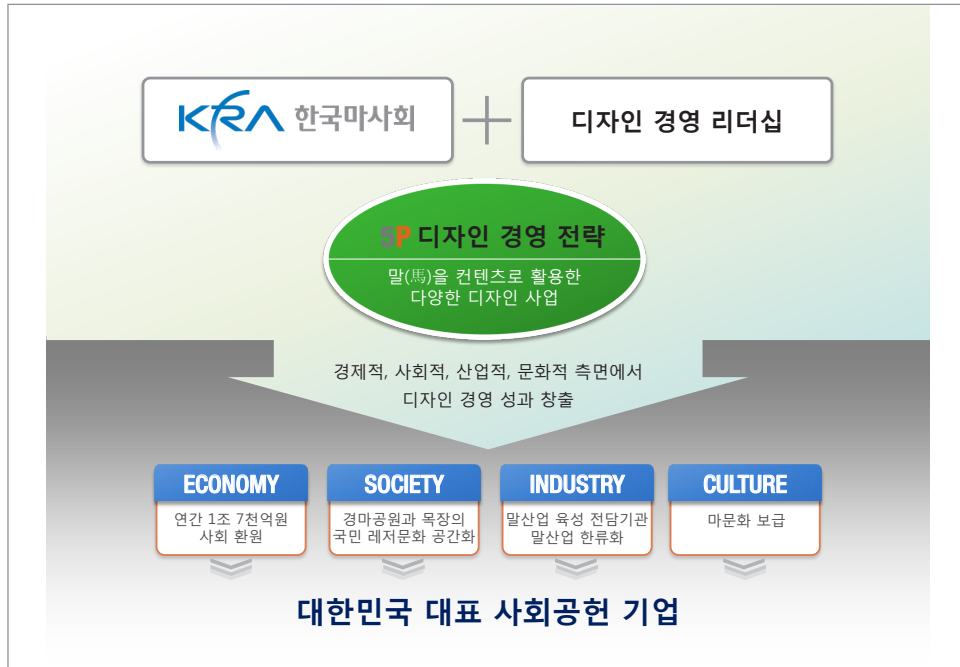 KRA 한국마사회
디자인 경영 리더십
5P 디자인 경영 전략
말(馬)을 컨텐츠로 활용한
다양한 디자인 사업
경제적, 사회적, 산업적, 문화적 측면에서
디자인 경영 성과 창출
ECONOMY
연간 1조 7천억원
사회 환원
SOCIETY
경마공원과 목장의
국민 레저문화 공간화
INDUSTRY
말산업 육성 전담기관
말산업 한류화
CULTURE
마문화 보급
대한민국 대표 사회공헌 기업